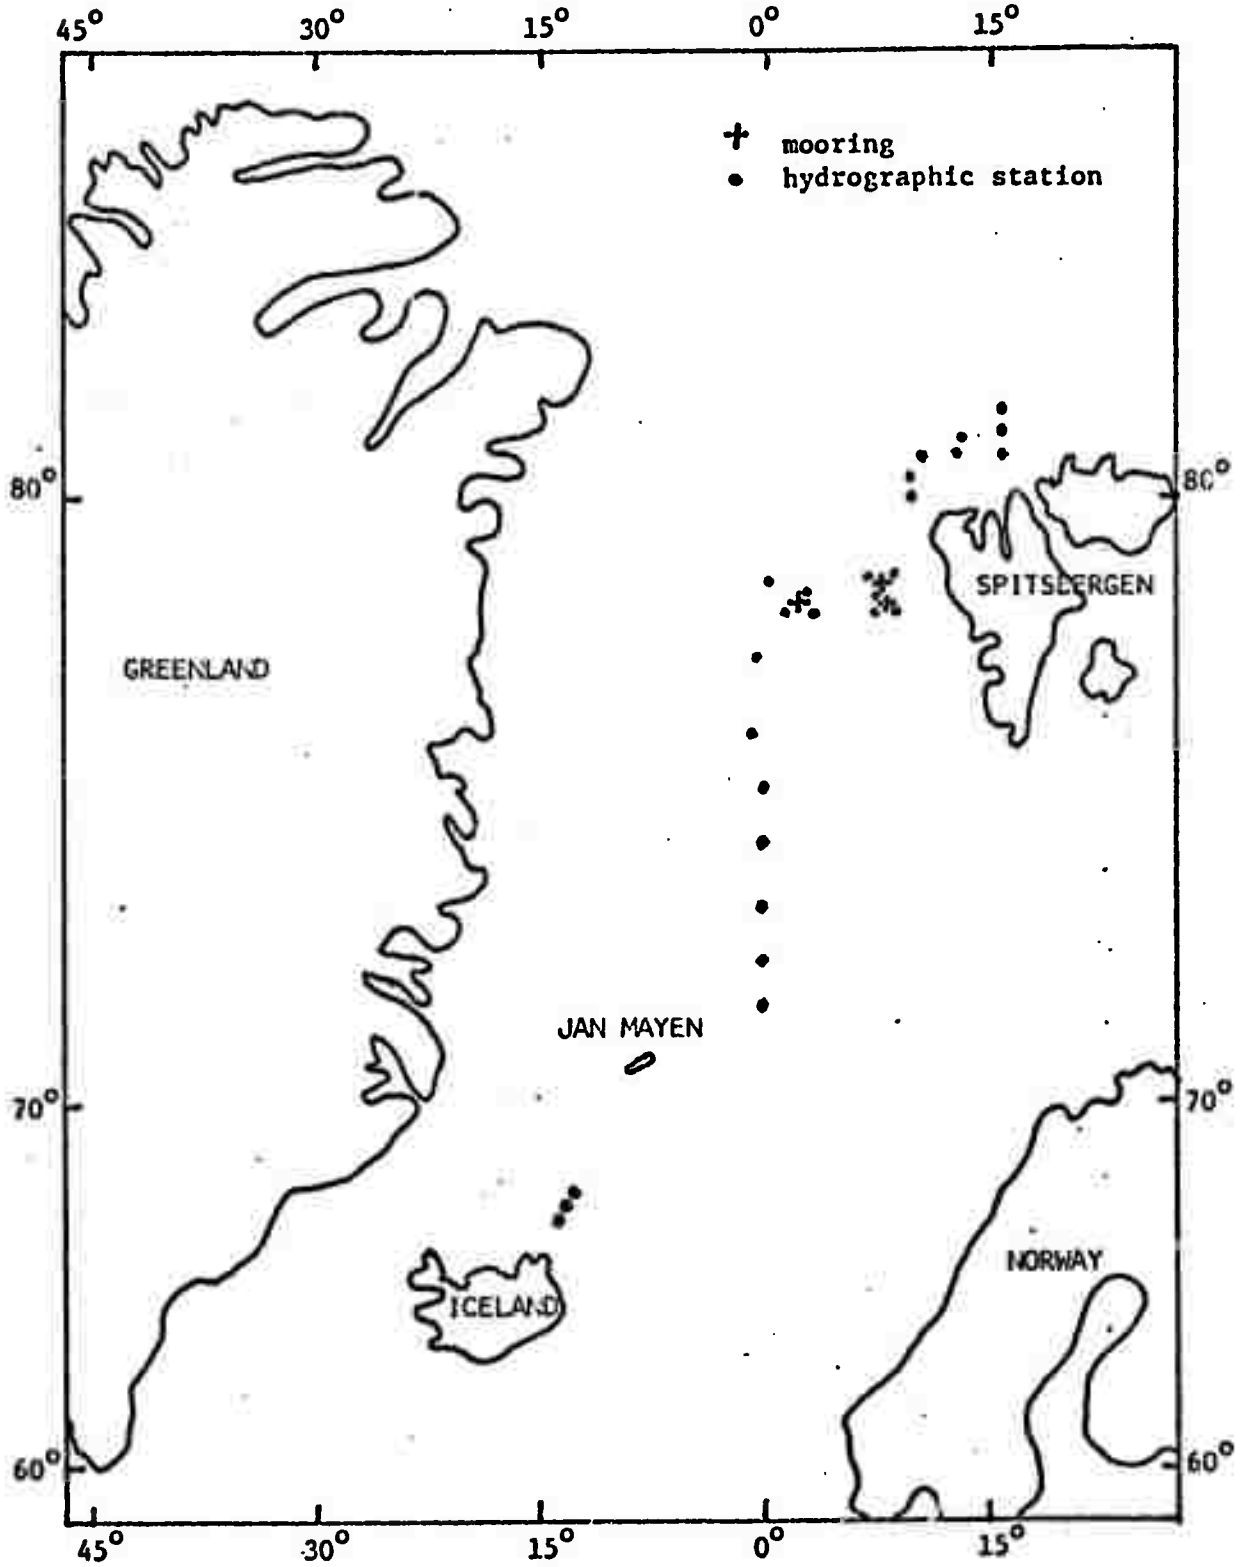 45° 30° 15° 0° 15°
mooring
hydrographic station
80° 80°
SPITSBERGEN
GREENLAND
JAN MAYEN
70° 70°
NORWAY
ICELAND
60° 60°
45° 30° 15° 0° 15°